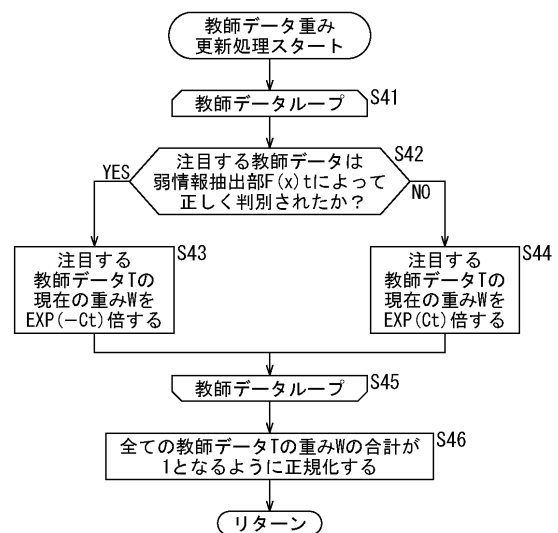 教師データ重み
更新処理スタート
教師データループ
S41
注目する教師データは
弱情報抽出部F(x)tによって
正しく判別されたか？
S42
YES
NO
注目する
教師データTの
現在の重みWを
EXP(−Ct)倍する
S43
注目する
教師データTの
現在の重みWを
EXP(Ct)倍する
S44
教師データループ
S45
全ての教師データTの重みWの合計が
1となるように正規化する
S46
リターン